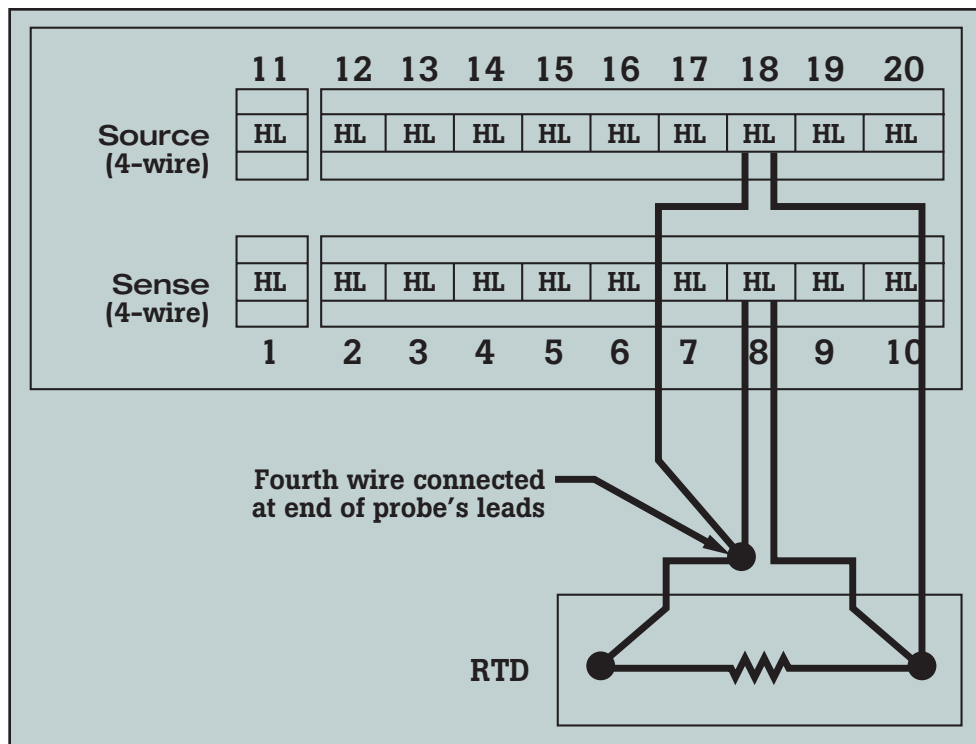 11 12 13 14 15 16 17 18 19 20
Source HL HL HL HL HL HL HL HL HL HL
(4-wire)
Sense HL HL HL HL HL HL HL HL HL HL
(4-wire)
1 2 3 4 5 6 7 8 9 10
Fourth wire connected
at end of probe's leads
RTD